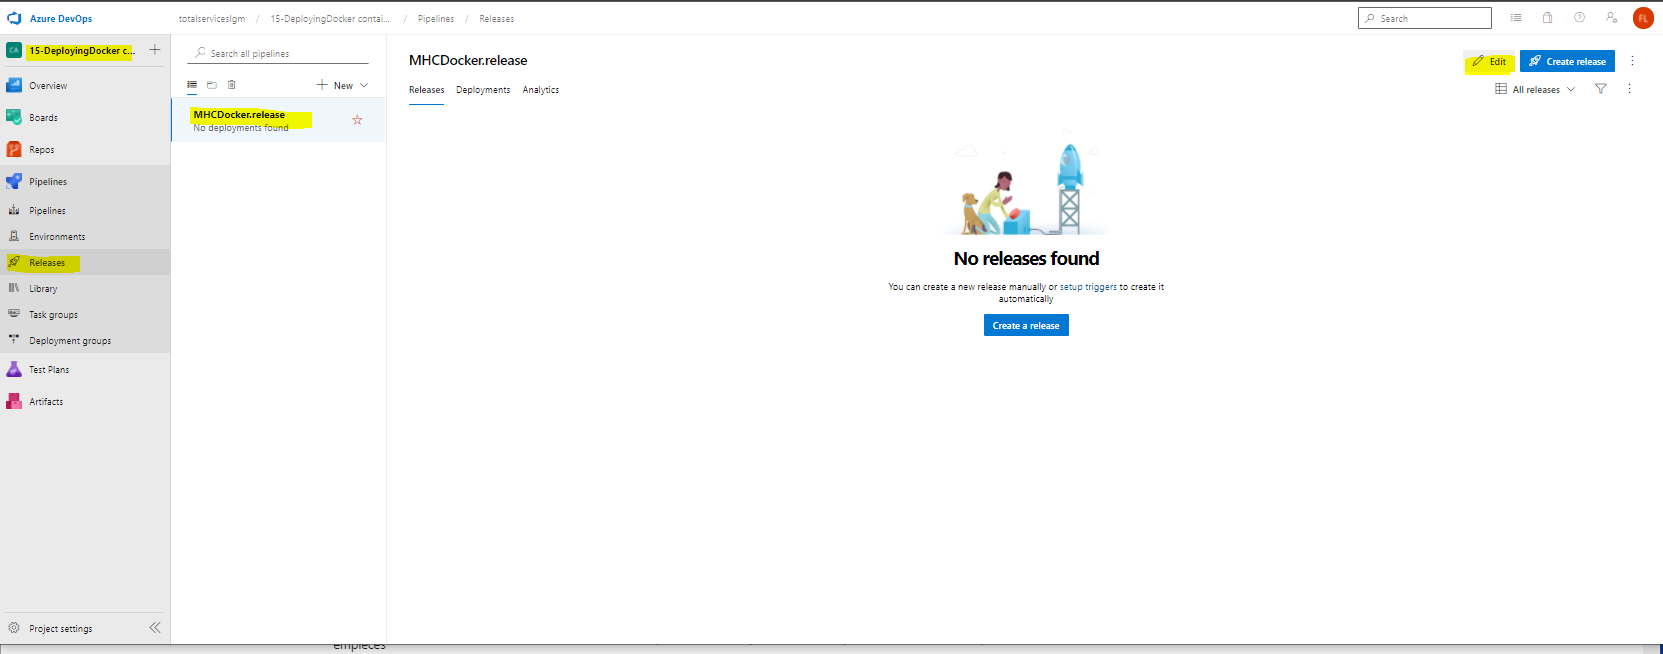 Azure DevOps
totalserviceslgm / 15-DeployingDocker contai... / Pipelines / Releases
Search
FL
CA
15-DeployingDocker c...
Overview
Boards
Repos
Pipelines
Pipelines
Environments
Releases
Library
Task groups
Deployment groups
Test Plans
Artifacts
Project settings
Search all pipelines
New
MHCDocker.release
No deployments found
MHCDocker.release
Edit
Create release
Releases Deployments Analytics
All releases
No releases found
You can create a new release manually or setup triggers to create it
automatically
Create a release
empieces